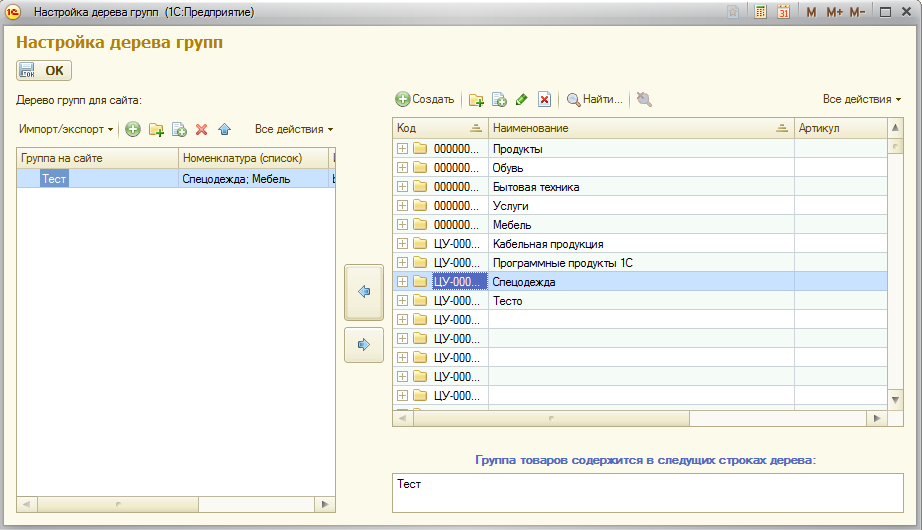 Настройка дерева групп (1С:Предприятие)
M M+ M-
Настройка дерева групп
OK
Дерево групп для сайта:
Импорт/экспорт
Все действия
Группа на сайте Номенклатура (список)
Тест Спецодежда; Мебель
Создать Найти... Все действия
Код Наименование Артикул
000000... Продукты
000000... Обувь
000000... Бытовая техника
000000... Услуги
000000... Мебель
ЦУ-000... Кабельная продукция
ЦУ-000... Программные продукты 1С
ЦУ-000... Спецодежда
ЦУ-000... Тесто
ЦУ-000...
ЦУ-000...
ЦУ-000...
ЦУ-000...
ЦУ-000...
Группа товаров содержится в следущих строках дерева:
Тест